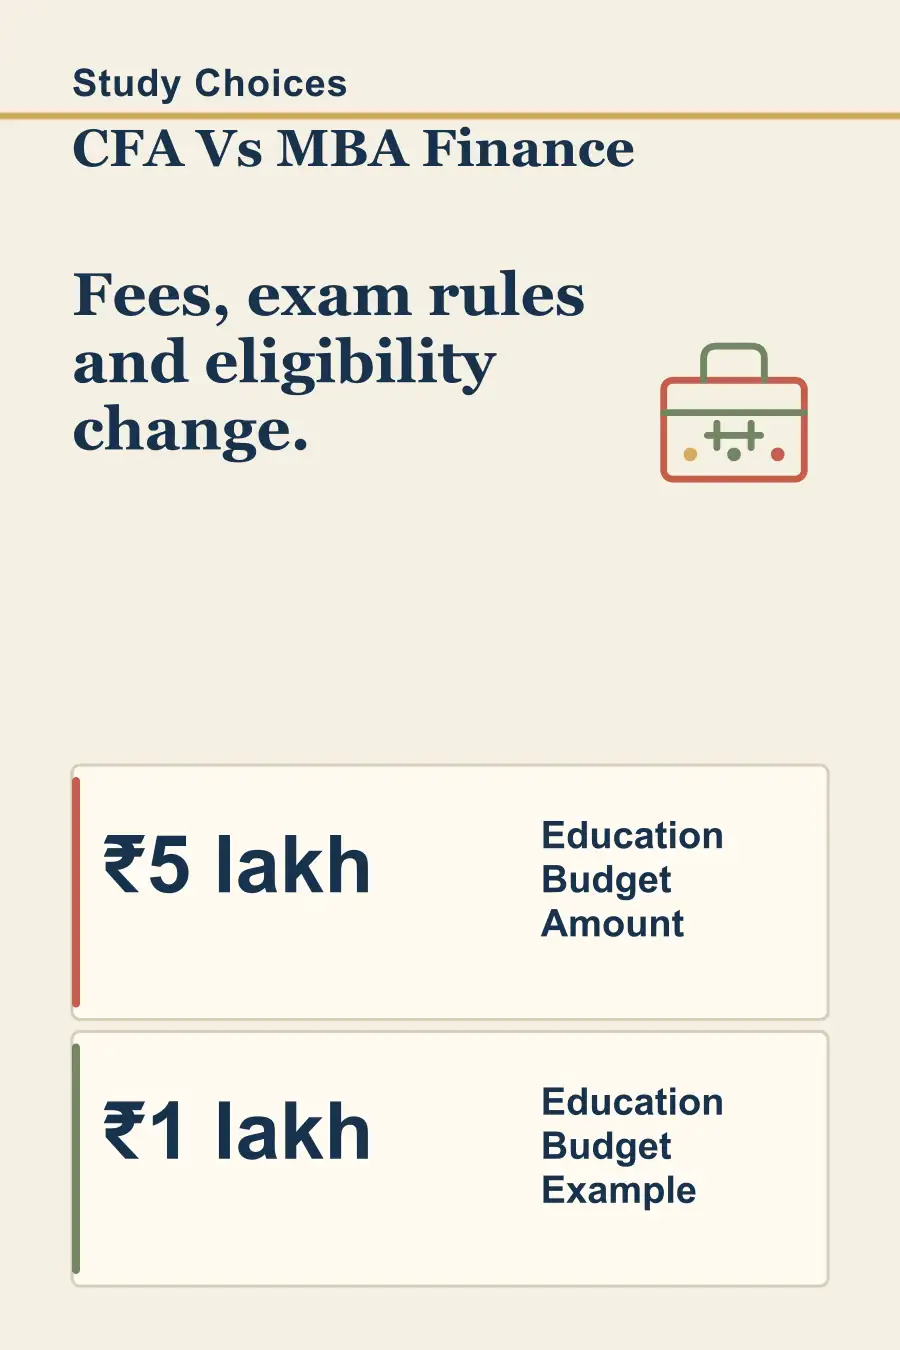 Study Choices
CFA Vs MBA Finance
Fees, exam rules
and eligibility
change.
₹5 lakh
Education
Budget
Amount
₹1 lakh
Education
Budget
Example